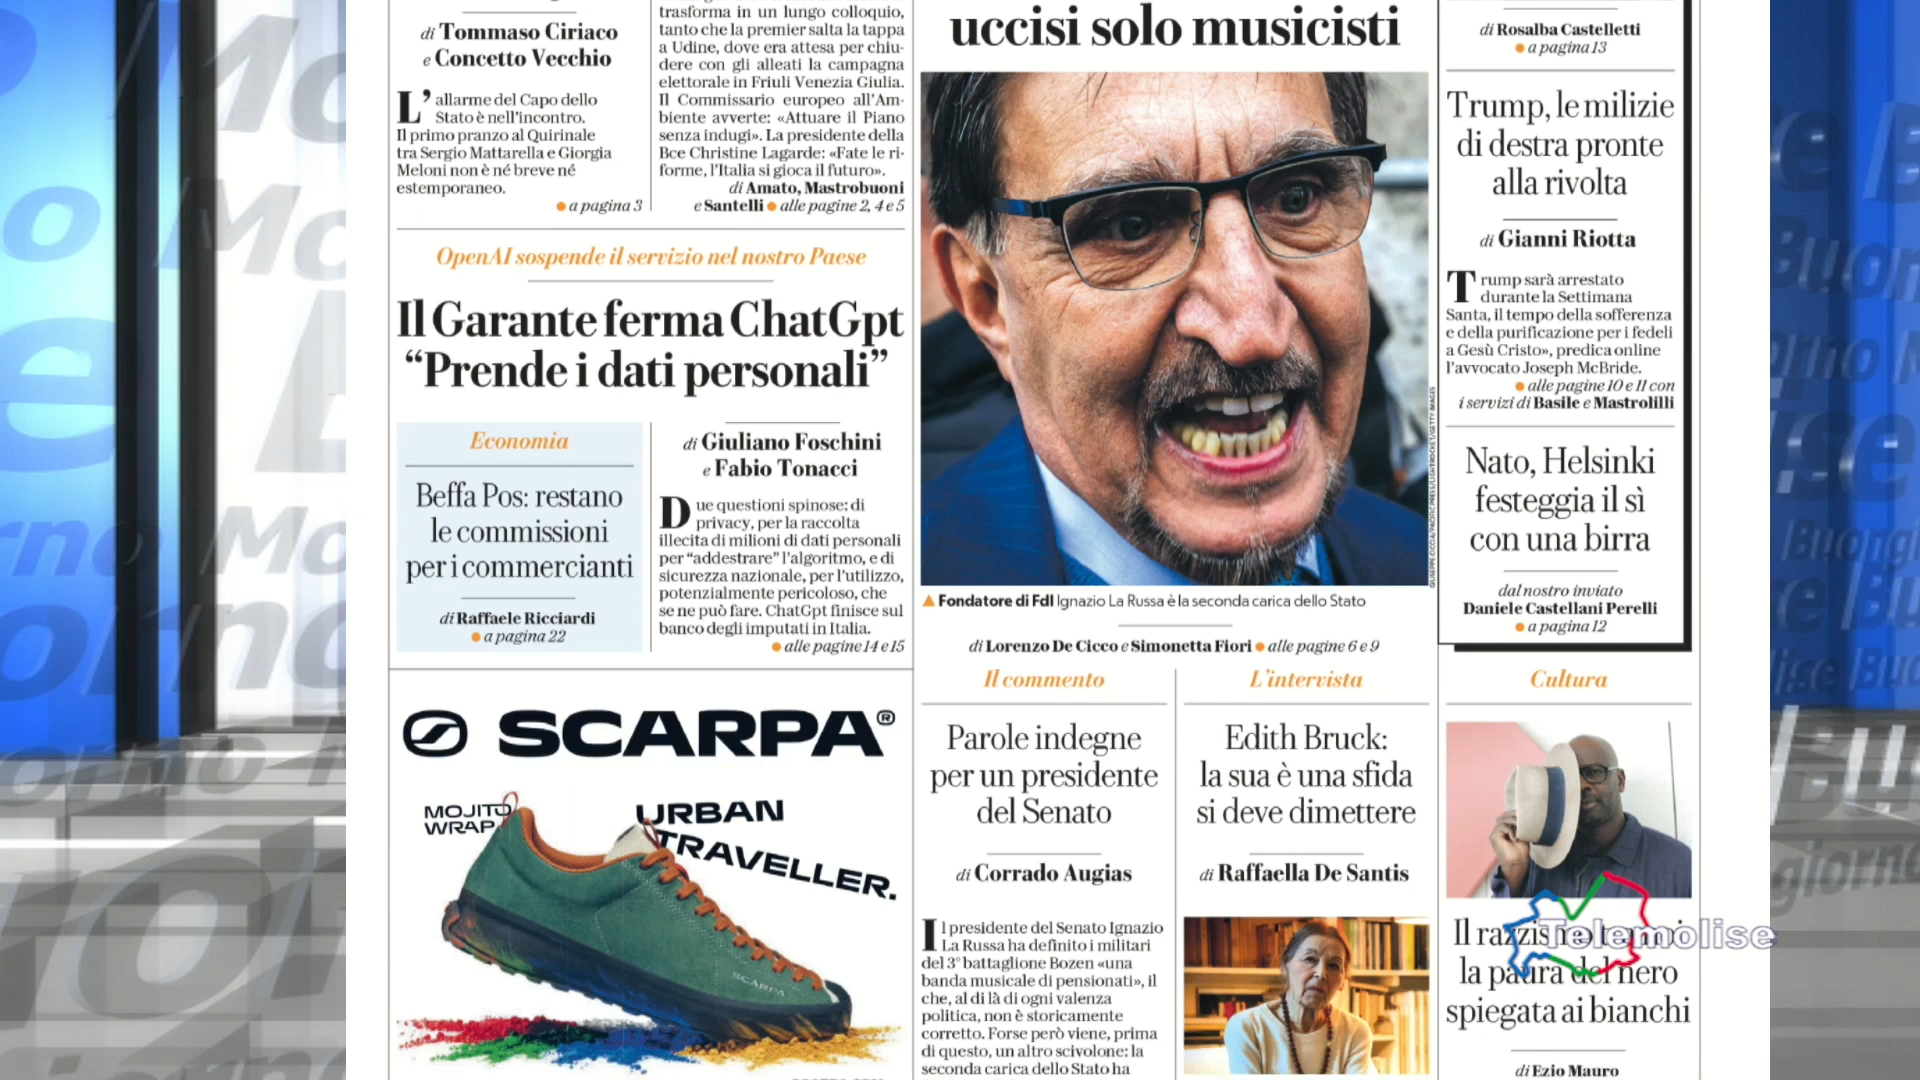 di Tommaso Ciriaco
e Concetto Vecchio
L’allarme del Capo dello
Stato è nell’incontro.
Il primo pranzo al Quirinale
tra Sergio Mattarella e Giorgia
Meloni non è né breve né
estemporaneo.
a pagina 3
trasforma in un lungo colloquio,
tanto che la premier salta la tappa
a Udine, dove era attesa per chiu-
dere con gli alleati la campagna
elettorale in Friuli Venezia Giulia.
Il Commissario europeo all’Am-
biente avverte: «Attuare il Piano
senza indugi». La presidente della
Bce Christine Lagarde: «Fate le ri-
forme, l’Italia si gioca il futuro».
di Amato, Mastrobuoni
e Santelli alle pagine 2, 4 e 5
OpenAI sospende il servizio nel nostro Paese
Il Garante ferma ChatGpt
“Prende i dati personali”
Economia
Beffa Pos: restano
le commissioni
per i commercianti
di Raffaele Ricciardi
a pagina 22
di Giuliano Foschini
e Fabio Tonacci
Due questioni spinose: di
privacy, per la raccolta
illecita di milioni di dati personali
per “addestrare” l’algoritmo, e di
sicurezza nazionale, per l’utilizzo,
potenzialmente pericoloso, che
se ne può fare. ChatGpt finisce sul
banco degli imputati in Italia.
alle pagine 14 e 15
SCARPA®
MOJITO
WRAP
URBAN
TRAVELLER.
SCARPA
uccisi solo musicisti
GIUSEPPE CICCIA/PACIFIC PRESS/LIGHTROCKET/GETTY IMAGES
Fondatore di FdI Ignazio La Russa è la seconda carica dello Stato
di Lorenzo De Cicco e Simonetta Fiori alle pagine 6 e 9
Il commento
Parole indegne
per un presidente
del Senato
di Corrado Augias
Il presidente del Senato Ignazio
La Russa ha definito i militari
del 3° battaglione Bozen «una
banda musicale di pensionati», il
che, al di là di ogni valenza
politica, non è storicamente
corretto. Forse però viene, prima
di questo, un altro scivolone: la
seconda carica dello Stato ha
L’intervista
Edith Bruck:
la sua è una sfida
si deve dimettere
di Raffaella De Santis
di Rosalba Castelletti
a pagina 13
Trump, le milizie
di destra pronte
alla rivolta
di Gianni Riotta
Trump sarà arrestato
durante la Settimana
Santa, il tempo della sofferenza
e della purificazione per i fedeli
a Gesù Cristo», predica online
l’avvocato Joseph McBride.
alle pagine 10 e 11 con
i servizi di Basile e Mastrolilli
Nato, Helsinki
festeggia il sì
con una birra
dal nostro inviato
Daniele Castellani Perelli
a pagina 12
Cultura
Il razzismo
la paura del nero
spiegata ai bianchi
di Ezio Mauro
Telemolise